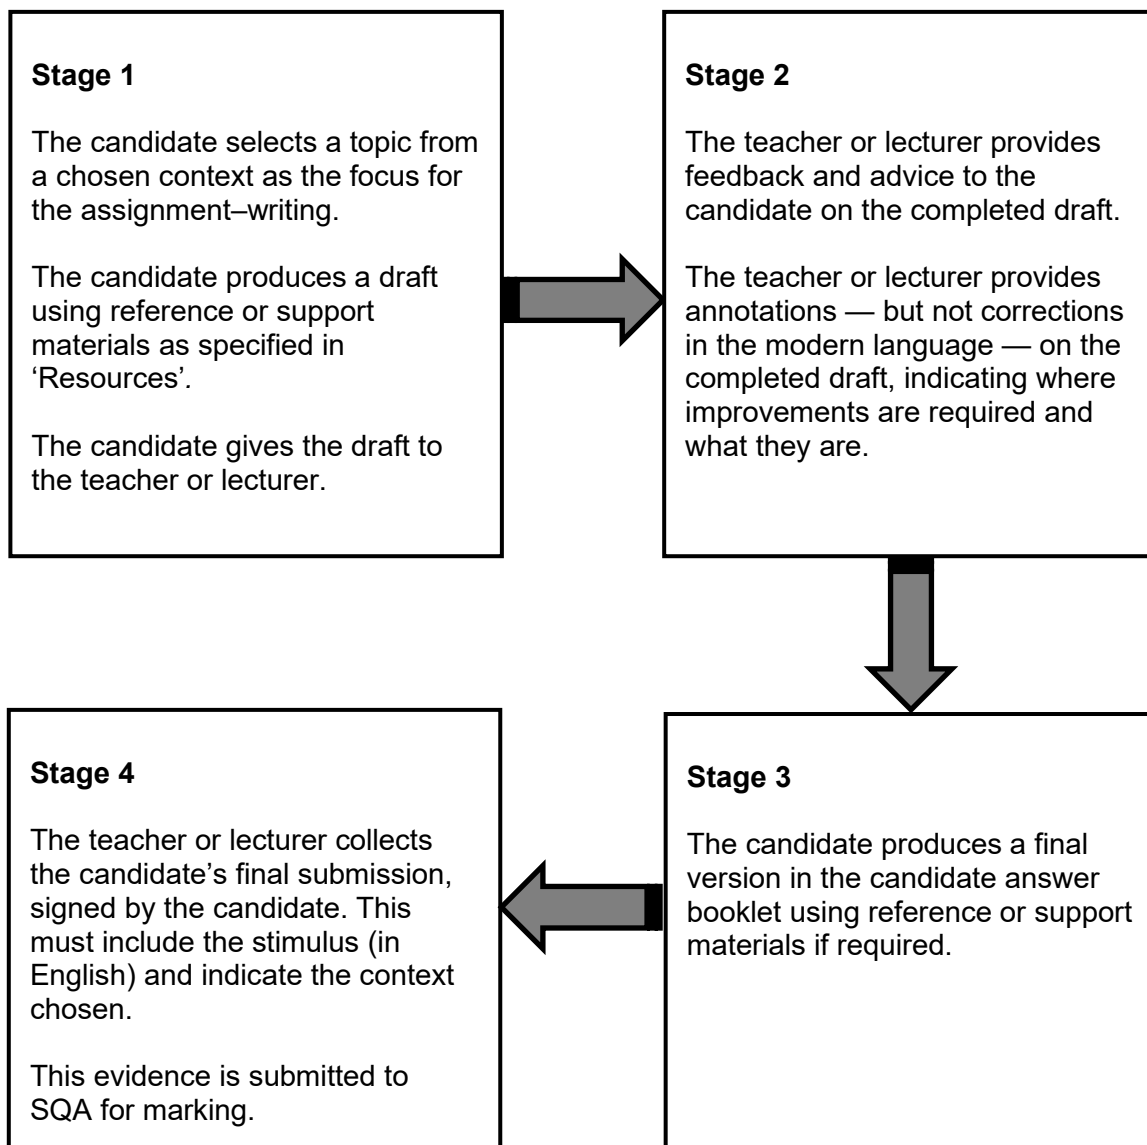 Stage 1
The candidate selects a topic from
a chosen context as the focus for
the assignment–writing.
The candidate produces a draft
using reference or support
materials as specified in
‘Resources’.
The candidate gives the draft to
the teacher or lecturer.
Stage 2
The teacher or lecturer provides
feedback and advice to the
candidate on the completed draft.
The teacher or lecturer provides
annotations — but not corrections
in the modern language — on the
completed draft, indicating where
improvements are required and
what they are.
Stage 3
The candidate produces a final
version in the candidate answer
booklet using reference or support
materials if required.
Stage 4
The teacher or lecturer collects
the candidate’s final submission,
signed by the candidate. This
must include the stimulus (in
English) and indicate the context
chosen.
This evidence is submitted to
SQA for marking.